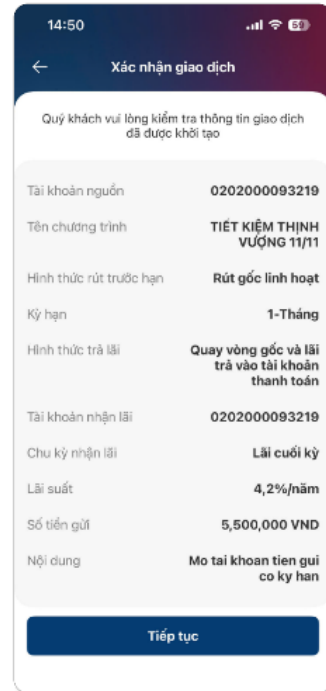 14:50
59
Xác nhận giao dịch
Quý khách vui lòng kiểm tra thông tin giao dịch
đã được khởi tạo
Tài khoản nguồn 0202000093219
Tên chương trình TIẾT KIỆM THỊNH
VƯỢNG 11/11
Hình thức rút trước hạn Rút gốc linh hoạt
Kỳ hạn 1-Tháng
Hình thức trả lãi Quay vòng gốc và lãi
trả vào tài khoản
thanh toán
Tài khoản nhận lãi 0202000093219
Chu kỳ nhận lãi Lãi cuối kỳ
Lãi suất 4,2%/năm
Số tiền gửi 5,500,000 VND
Nội dung Mo tai khoan tien gui
co ky han
Tiếp tục